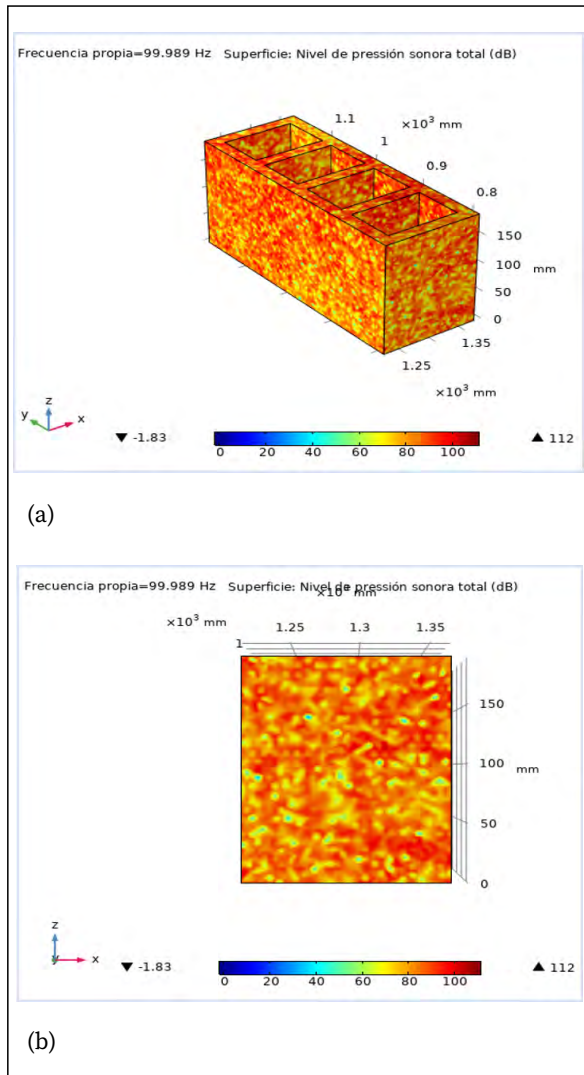 Frecuencia propia=99.989 Hz Superficie: Nivel de presión sonora total (dB)
1.1
×10³ mm
1
0.9
0.8
150
100
mm
50
0
1.35
1.25
×10³ mm
z
y
x
▼ -1.83
0 20 40 60 80 100
▲ 112
(a)
Frecuencia propia=99.989 Hz Superficie: Nivel de presión sonora total (dB)
mm
×10³ mm
1.25 1.3 1.35
1
150
100
mm
50
0
z
y
x
▼ -1.83
0 20 40 60 80 100
▲ 112
(b)